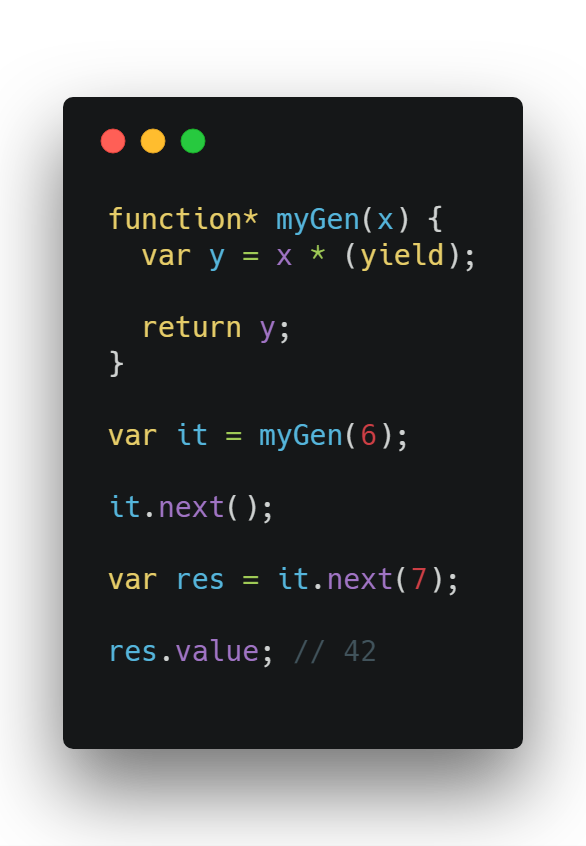 function* myGen(x) {
  var y = x * (yield);
  return y;
}
var it = myGen(6);
it.next();
var res = it.next(7);
res.value; // 42